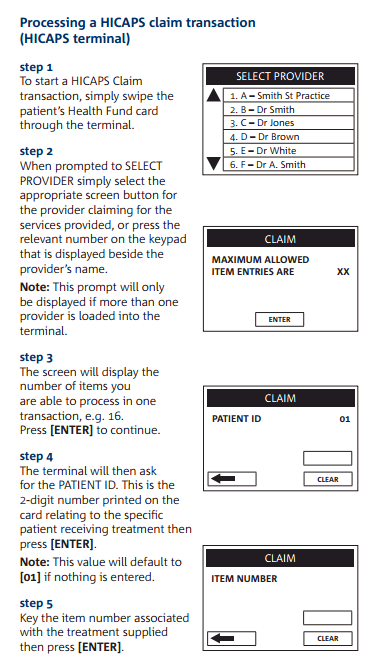 Processing a HICAPS claim transaction
(HICAPS terminal)
step 1
To start a HICAPS Claim
transaction, simply swipe the
patient's Health Fund card
through the terminal.
step 2
When prompted to SELECT
PROVIDER simply select the
appropriate screen button for
the provider claiming for the
services provided, or press the
relevant number on the keypad
that is displayed beside the
provider's name.
Note: This prompt will only
be displayed if more than one
provider is loaded into the
terminal.
step 3
The screen will display the
number of items you
are able to process in one
transaction, e.g. 16.
Press [ENTER] to continue.
step 4
The terminal will then ask
for the PATIENT ID. This is the
2-digit number printed on the
card relating to the specific
patient receiving treatment then
press [ENTER].
Note: This value will default to
[01] if nothing is entered.
step 5
Key the item number associated
with the treatment supplied
then press [ENTER].
SELECT PROVIDER
1. A – Smith St Practice
2. B – Dr Smith
3. C – Dr Jones
4. D – Dr Brown
5. E – Dr White
6. F – Dr A. Smith
CLAIM
MAXIMUM ALLOWED
ITEM ENTRIES ARE XX
ENTER
CLAIM
PATIENT ID 01
CLEAR
CLAIM
ITEM NUMBER
CLEAR